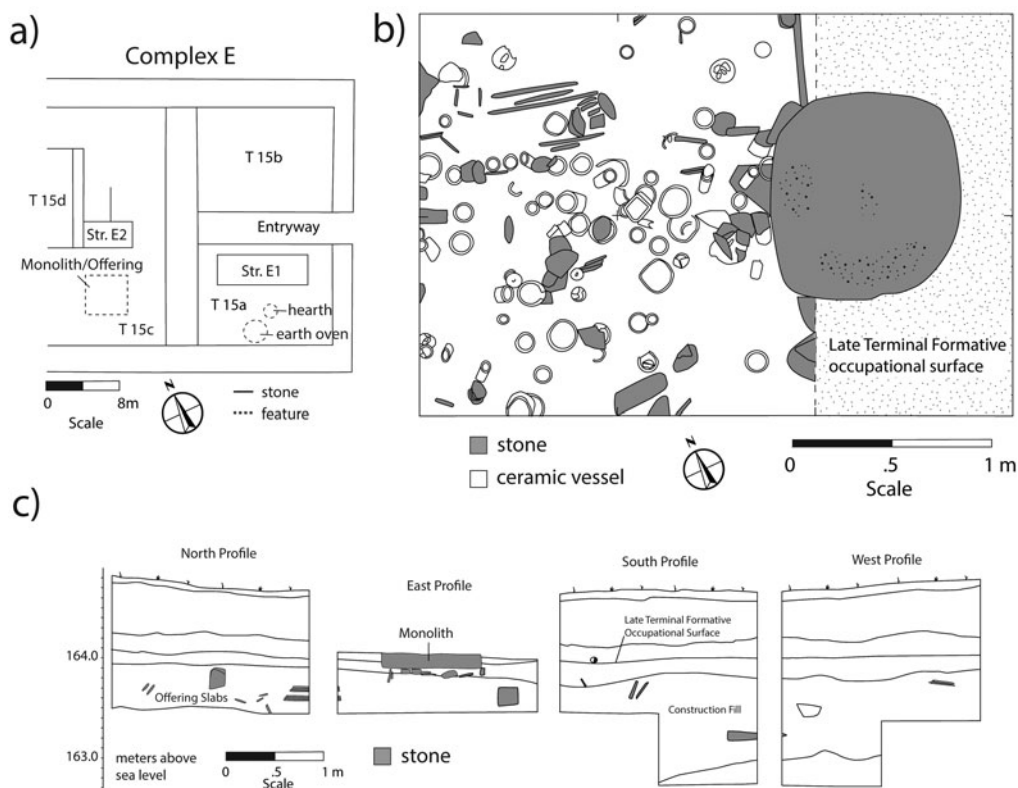 a)
Complex E
T 15b
T 15d
Str. E2
Entryway
Monolith/Offering
Str. E1
T 15a
hearth
T 15c
earth oven
0
8m
Scale
N
stone
feature
b)
Late Terminal Formative
occupational surface
stone
ceramic vessel
N
0
.5
1 m
Scale
c)
North Profile
East Profile
South Profile
West Profile
164.0
163.0
Offering Slabs
Monolith
Late Terminal Formative
Occupational Surface
Construction Fill
meters above
sea level
0
.5
1 m
Scale
stone